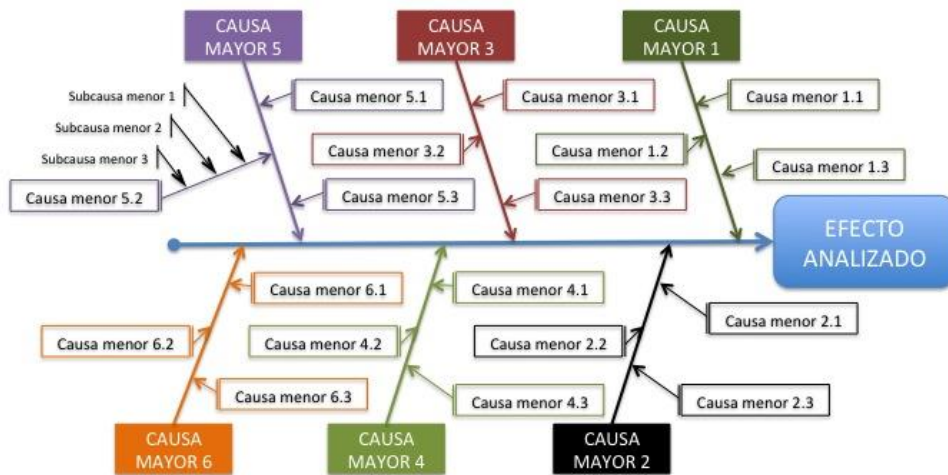 CAUSA
MAYOR 5
CAUSA
MAYOR 3
CAUSA
MAYOR 1
Subcausa menor 1
Subcausa menor 2
Subcausa menor 3
Causa menor 5.1
Causa menor 5.2
Causa menor 5.3
Causa menor 3.1
Causa menor 3.2
Causa menor 3.3
Causa menor 1.1
Causa menor 1.2
Causa menor 1.3
EFECTO
ANALIZADO
Causa menor 6.1
Causa menor 6.2
Causa menor 6.3
Causa menor 4.1
Causa menor 4.2
Causa menor 4.3
Causa menor 2.1
Causa menor 2.2
Causa menor 2.3
CAUSA
MAYOR 6
CAUSA
MAYOR 4
CAUSA
MAYOR 2